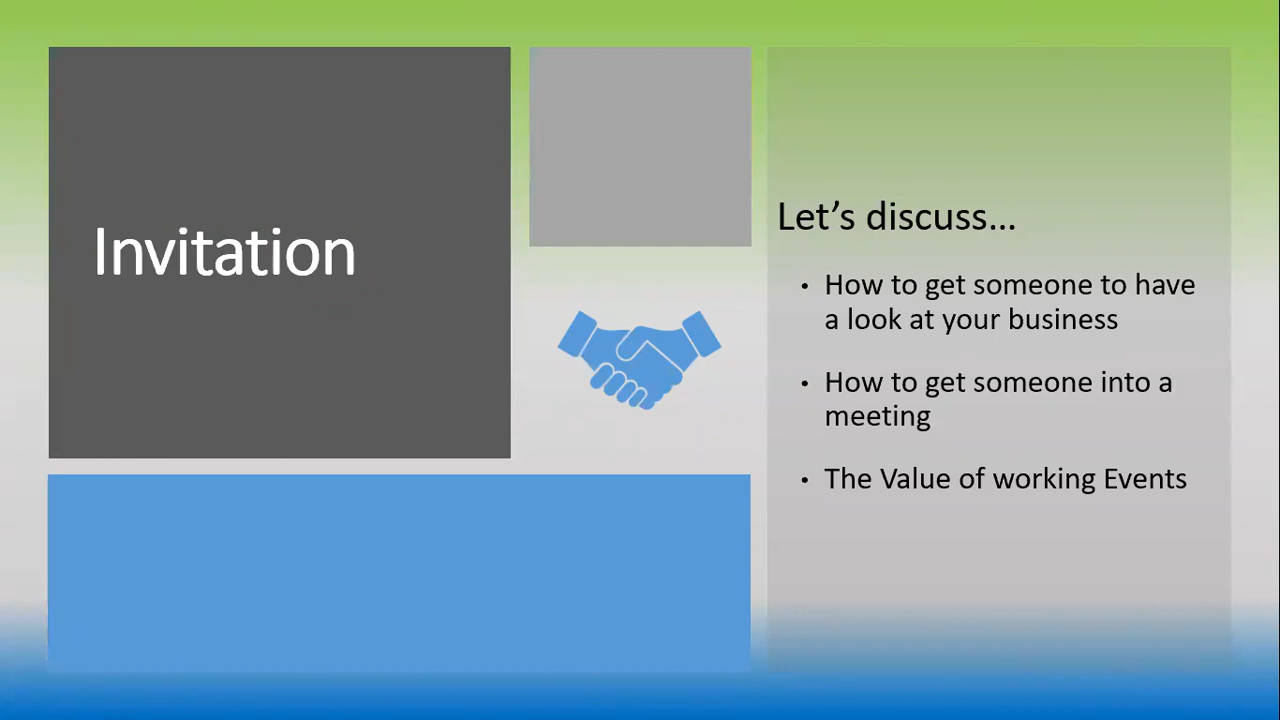 Invitation
Let's discuss...
• How to get someone to have
a look at your business
• How to get someone into a
meeting
• The Value of working Events